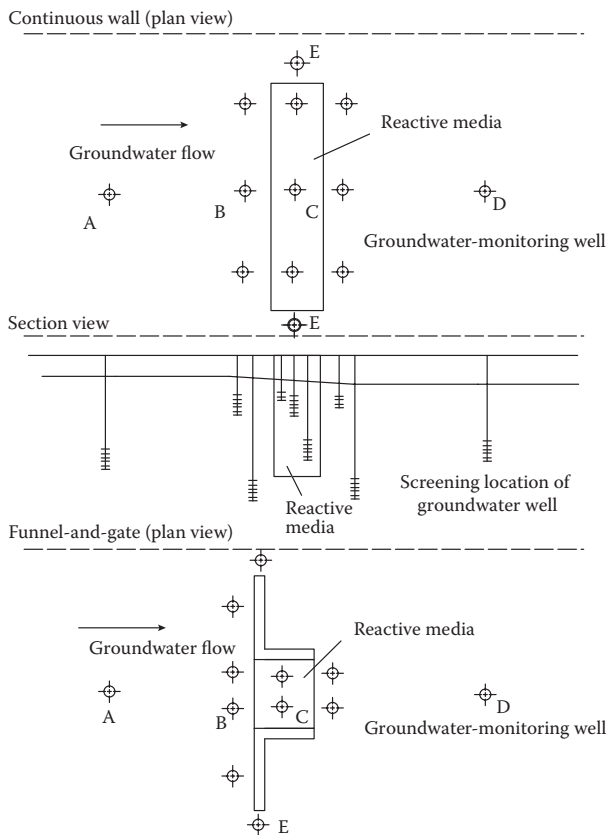 Continuous wall (plan view)
E
Reactive media
Groundwater flow
A
B
C
D
Groundwater-monitoring well
E
Section view
Screening location of
groundwater well
Reactive
media
Funnel-and-gate (plan view)
Reactive media
Groundwater flow
A
B
C
D
Groundwater-monitoring well
E